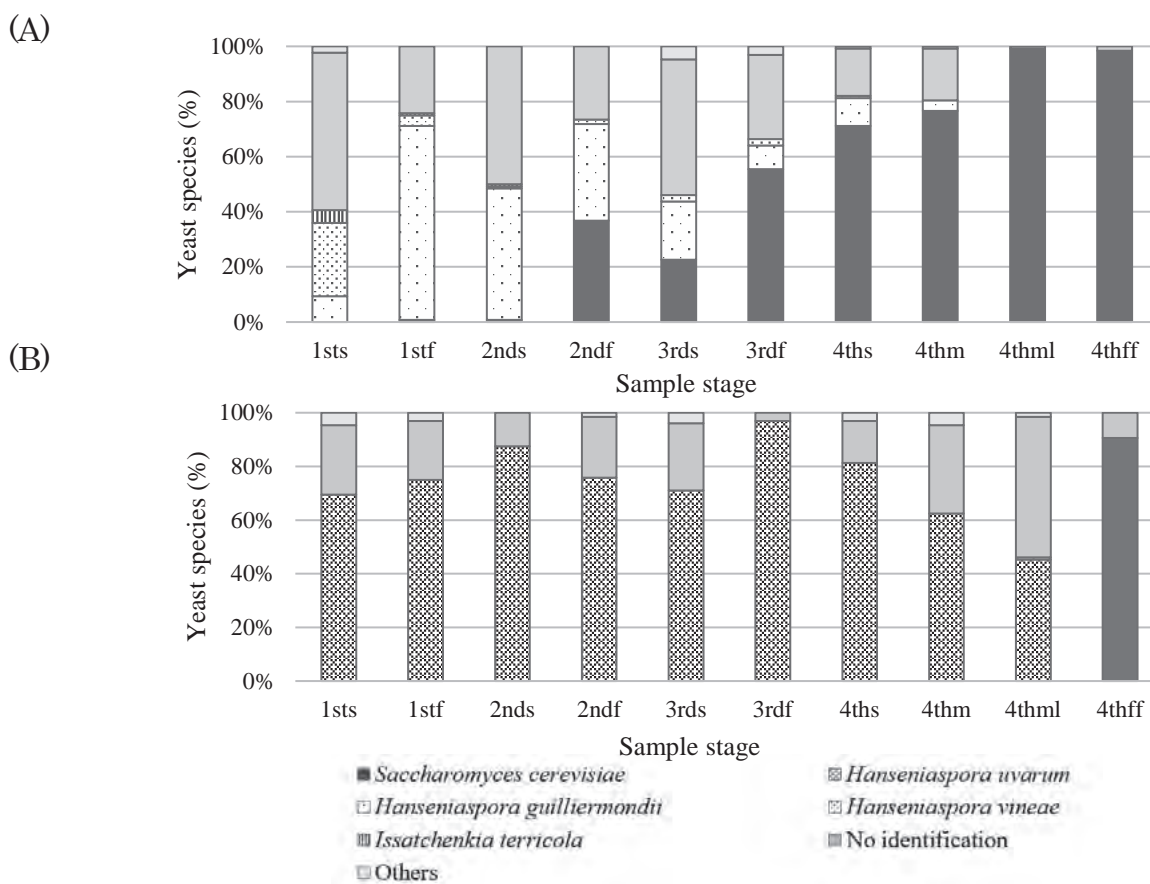 (A)
100%
80%
60%
40%
20%
0%
Yeast species (%)
1sts 1stf 2nds 2ndf 3rds 3rdf 4ths 4thm 4thml 4thff
Sample stage
(B)
100%
80%
60%
40%
20%
0%
Yeast species (%)
1sts 1stf 2nds 2ndf 3rds 3rdf 4ths 4thm 4thml 4thff
Sample stage
Saccharomyces cerevisiae Hanseniaspora uvarum
Hanseniaspora guilliermondii Hanseniaspora vineae
Issatchenkia terricola No identification
Others